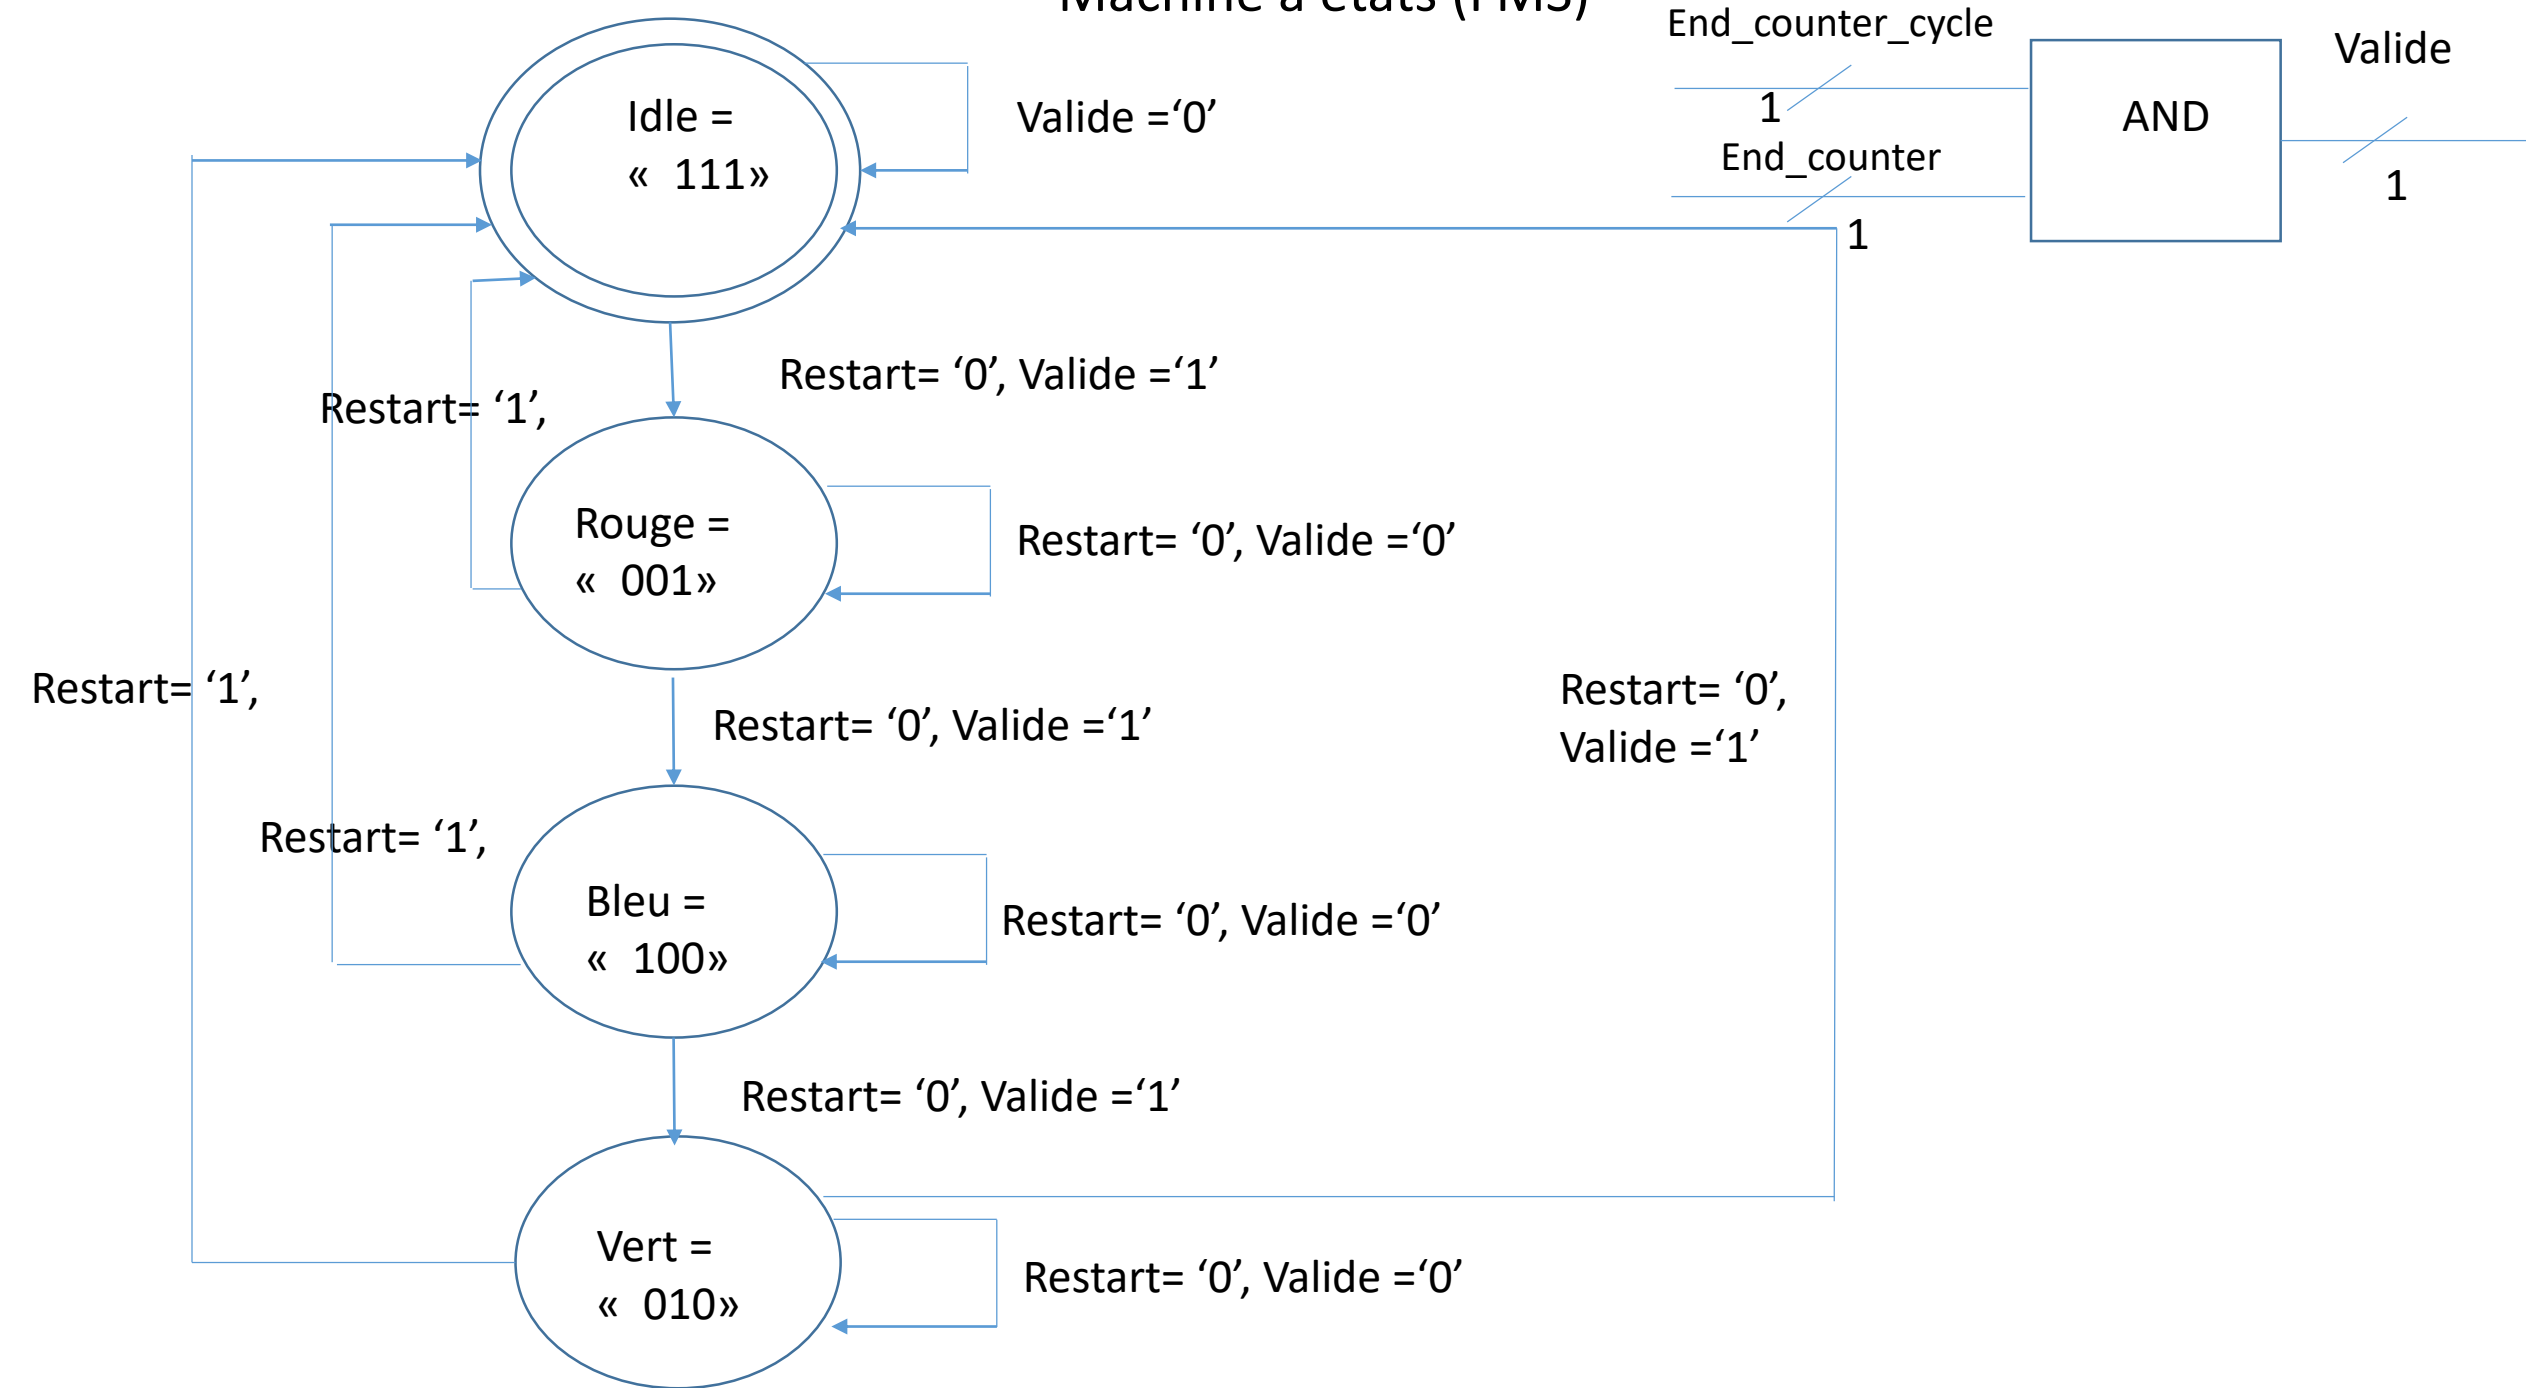 Machine à états (FMS)
End_counter_cycle
Valide
1
AND
End_counter
1
1
Idle =
« 111»
Valide =‘0’
Restart= ‘0’, Valide =‘1’
Restart= ‘1’,
Rouge =
« 001»
Restart= ‘0’, Valide =‘0’
Restart= ‘1’,
Restart= ‘0’,
Valide =‘1’
Restart= ‘0’, Valide =‘1’
Restart= ‘1’,
Bleu =
« 100»
Restart= ‘0’, Valide =‘0’
Restart= ‘0’, Valide =‘1’
Vert =
« 010»
Restart= ‘0’, Valide =‘0’